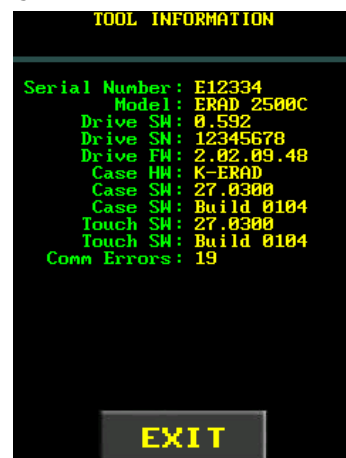 TOOL INFORMATION
Serial Number: E12334
Model: ERAD 2500C
Drive SW: 0.592
Drive SN: 12345678
Drive FW: 2.02.09.48
Case HW: K-ERAD
Case SW: 27.0300
Case SW: Build 0104
Touch SW: 27.0300
Touch SW: Build 0104
Comm Errors: 19
EXIT